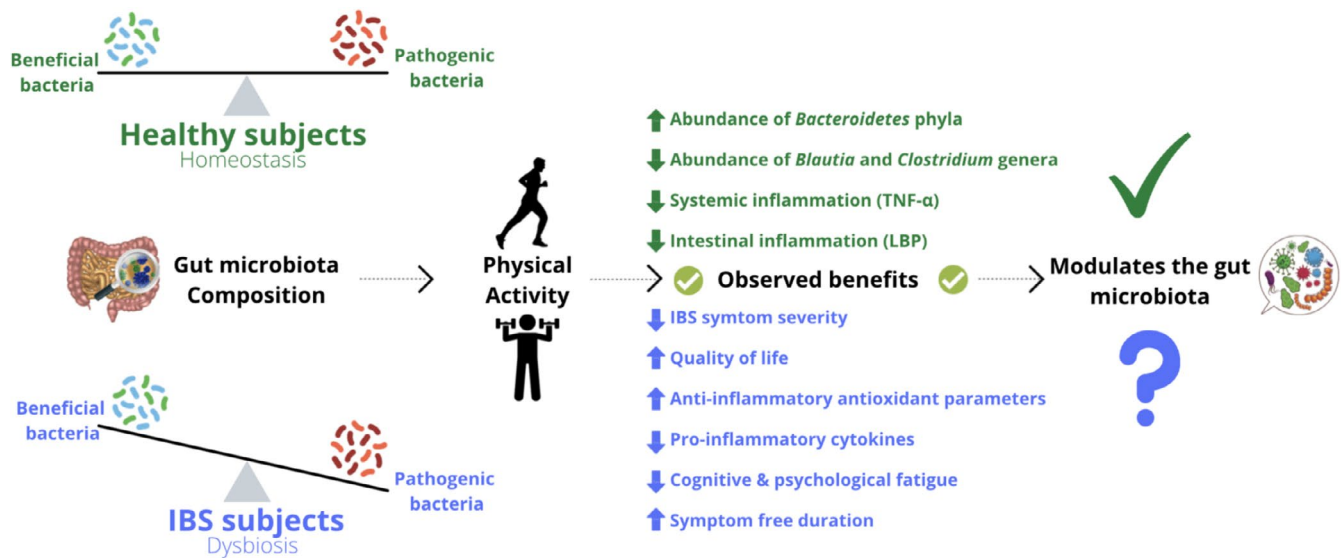 Beneficial
bacteria
Pathogenic
bacteria
Healthy subjects
Homeostasis
Abundance of Bacteroidetes phyla
Abundance of Blautia and Clostridium genera
Systemic inflammation (TNF-α)
Intestinal inflammation (LBP)
Gut microbiota
Composition
Physical
Activity
Observed benefits
Modulates the gut
microbiota
IBS symtom severity
Quality of life
Anti-inflammatory antioxidant parameters
Pro-inflammatory cytokines
Cognitive & psychological fatigue
Symptom free duration
?
Beneficial
bacteria
Pathogenic
bacteria
IBS subjects
Dysbiosis